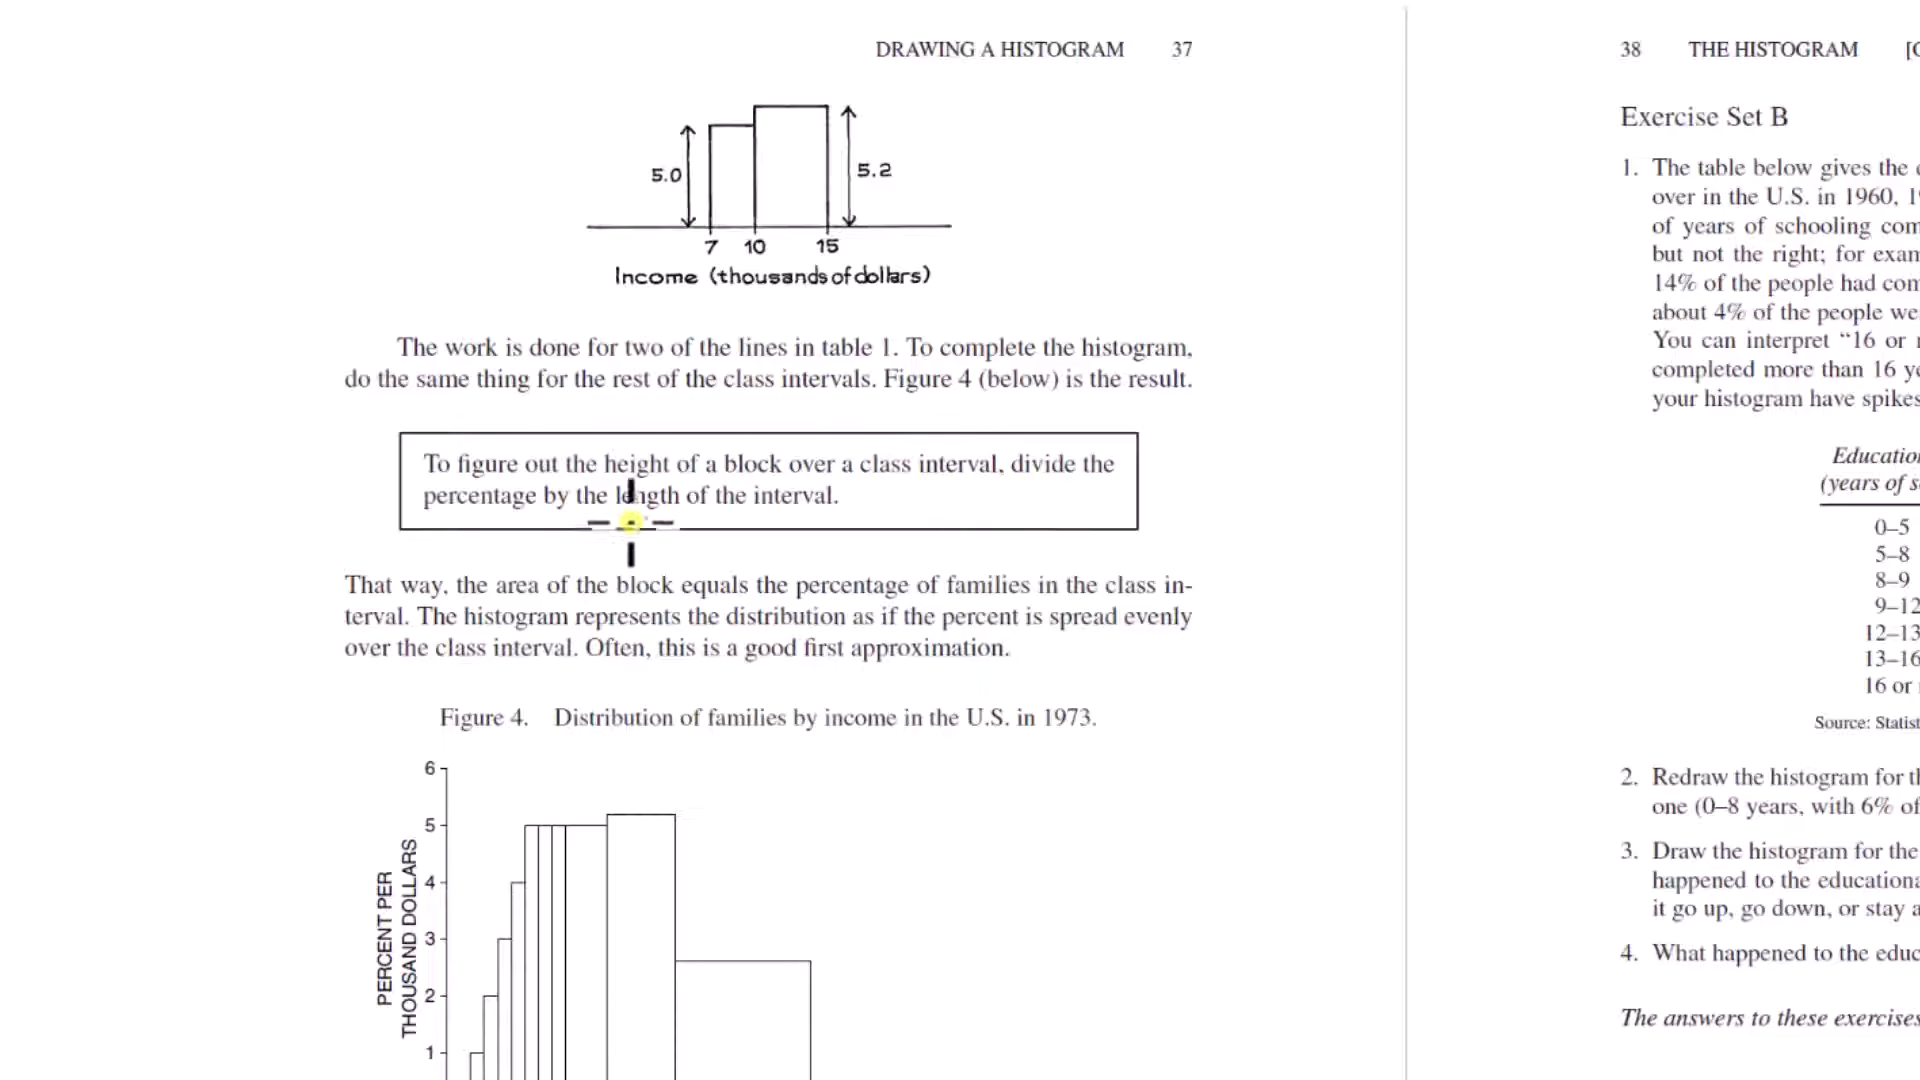 DRAWING A HISTOGRAM 37
5.0
5.2
7 10 15
Income (thousands of dollars)
The work is done for two of the lines in table 1. To complete the histogram,
do the same thing for the rest of the class intervals. Figure 4 (below) is the result.
To figure out the height of a block over a class interval, divide the
percentage by the length of the interval.
That way, the area of the block equals the percentage of families in the class in-
terval. The histogram represents the distribution as if the percent is spread evenly
over the class interval. Often, this is a good first approximation.
Figure 4. Distribution of families by income in the U.S. in 1973.
PERCENT PER
THOUSAND DOLLARS
6
5
4
3
2
1
38 THE HISTOGRAM
Exercise Set B
1. The table below gives the
over in the U.S. in 1960,
of years of schooling
but not the right; for
14% of the people had
about 4% of the people
You can interpret “16 or
completed more than 16
your histogram have spikes
(years of
0–5
5–8
8–9
9–12
12–13
13–16
16 or
Source:
2. Redraw the histogram for
one (0–8 years, with 6% of
3. Draw the histogram for the
happened to the
it go up, go down, or stay
4. What happened to the
The answers to these exercises